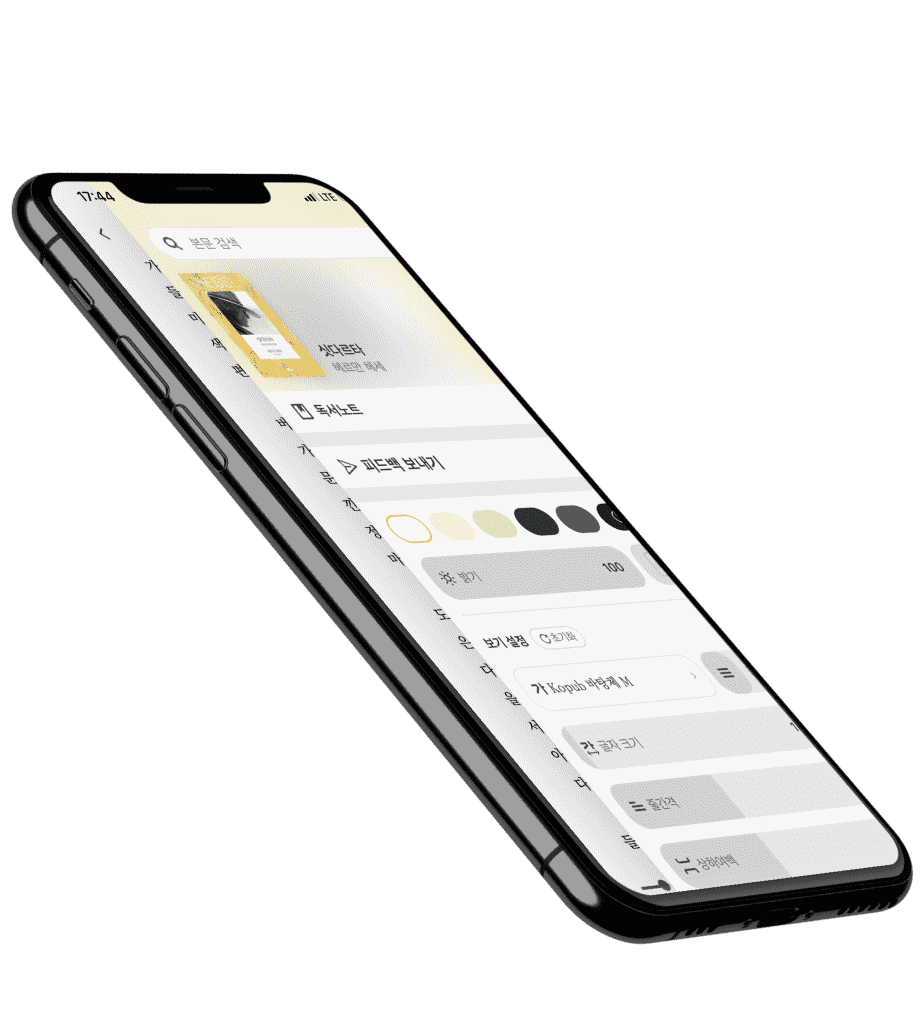 17:44 LTE
본문 검색
싯다르타
헤르만 헤세
독서노트
피드백 보내기
밝기 100
보기 설정 초기화
가 Kopub 바탕체 M
글자 크기
줄간격
상하여백